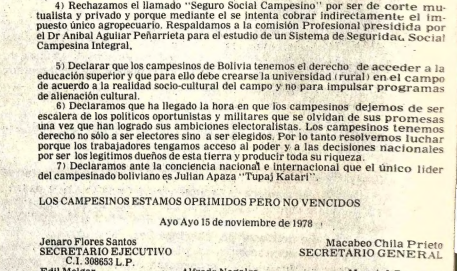 4) Rechazamos el llamado "Seguro Social Campesino" por ser de corte mu-
tualista y privado y porque mediante el se intenta cobrar indirectamente el im-
puesto único agropecuario. Respaldamos a la comisión Profesional presidida por
el Dr Anibal Aguilar Peñarrieta para el estudio de un Sistema de Seguridad Social
Campesina Integral.
5) Declarar que los campesinos de Bolivia tenemos el derecho de acceder a la
educación superior y que para ello debe crearse la universidad (rural) en el campo
de acuerdo a la realidad socio-cultural del campo y no para impulsar programas
de alienación cultural.
6) Declaramos que ha llegado la hora en que los campesinos dejemos de ser
escalera de los políticos oportunistas y militares que se olvidan de sus promesas
una vez que han logrado sus ambiciones electoralistas. Los campesinos tenemos
derecho no sólo a ser electores sino a ser elegidos. Por lo tanto resolvemos luchar
porque los trabajadores tengamos acceso al poder y a las decisiones nacionales
por ser los legitimos dueños de esta tierra y producir toda su riqueza.
7) Declaramos ante la conciencia nacional e internacional que el único lider
del campesinado boliviano es Julian Apaza "Tupaj Katari".
LOS CAMPESINOS ESTAMOS OPRIMIDOS PERO NO VENCIDOS
Ayo Ayo 15 de noviembre de 1978
Jenaro Flores Santos Macabeo Chila Prieto
SECRETARIO EJECUTIVO SECRETARIO GENERAL
C.I. 308653 L.P.